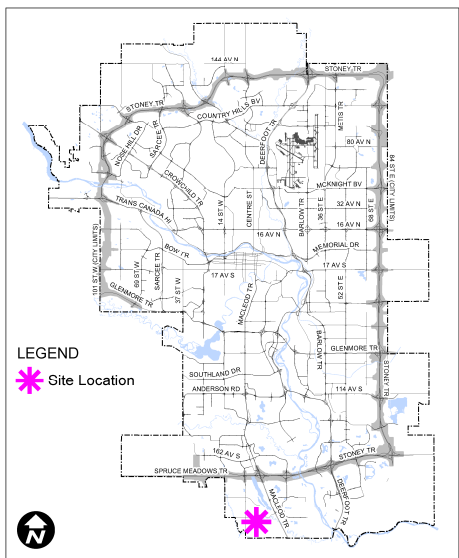 144 AV N
STONEY TR
STONEY TR
COUNTRY HILLS BV
METIS TR
NOSE HILL DR
SARCEE TR
DEERFOOT TR
80 AV N
CROWCHILD TR
MCKNIGHT BV
84 ST E (CITY LIMITS)
TRANS CANADA HI
14 ST W
CENTRE ST
BARLOW TR
36 ST E
32 AV N
68 ST E
16 AV N
16 AV N
BOW TR
MEMORIAL DR
101 ST W (CITY LIMITS)
69 ST W
SARCEE TR
37 ST W
17 AV S
17 AV S
52 ST E
GLENMORE TR
MACLEOD TR
BARLOW TR
GLENMORE TR
LEGEND
Site Location
SOUTHLAND DR
ANDERSON RD
114 AV S
STONEY TR
162 AV S
STONEY TR
SPRUCE MEADOWS TR
MACLEOD TR
DEERFOOT TR
N